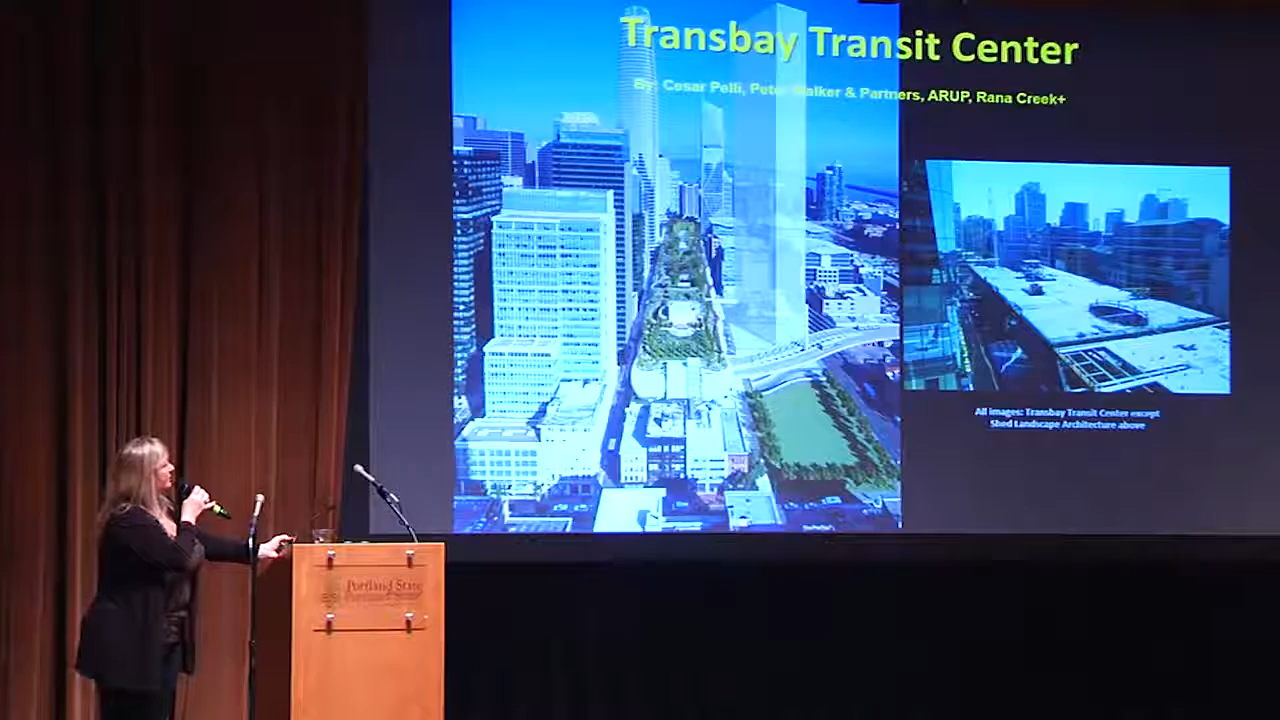 Transbay Transit Center
By: Cesar Pelli, Peter Walker & Partners, ARUP, Rana Creek+
All images: Transbay Transit Center except
Shed Landscape Architecture above
Portland State